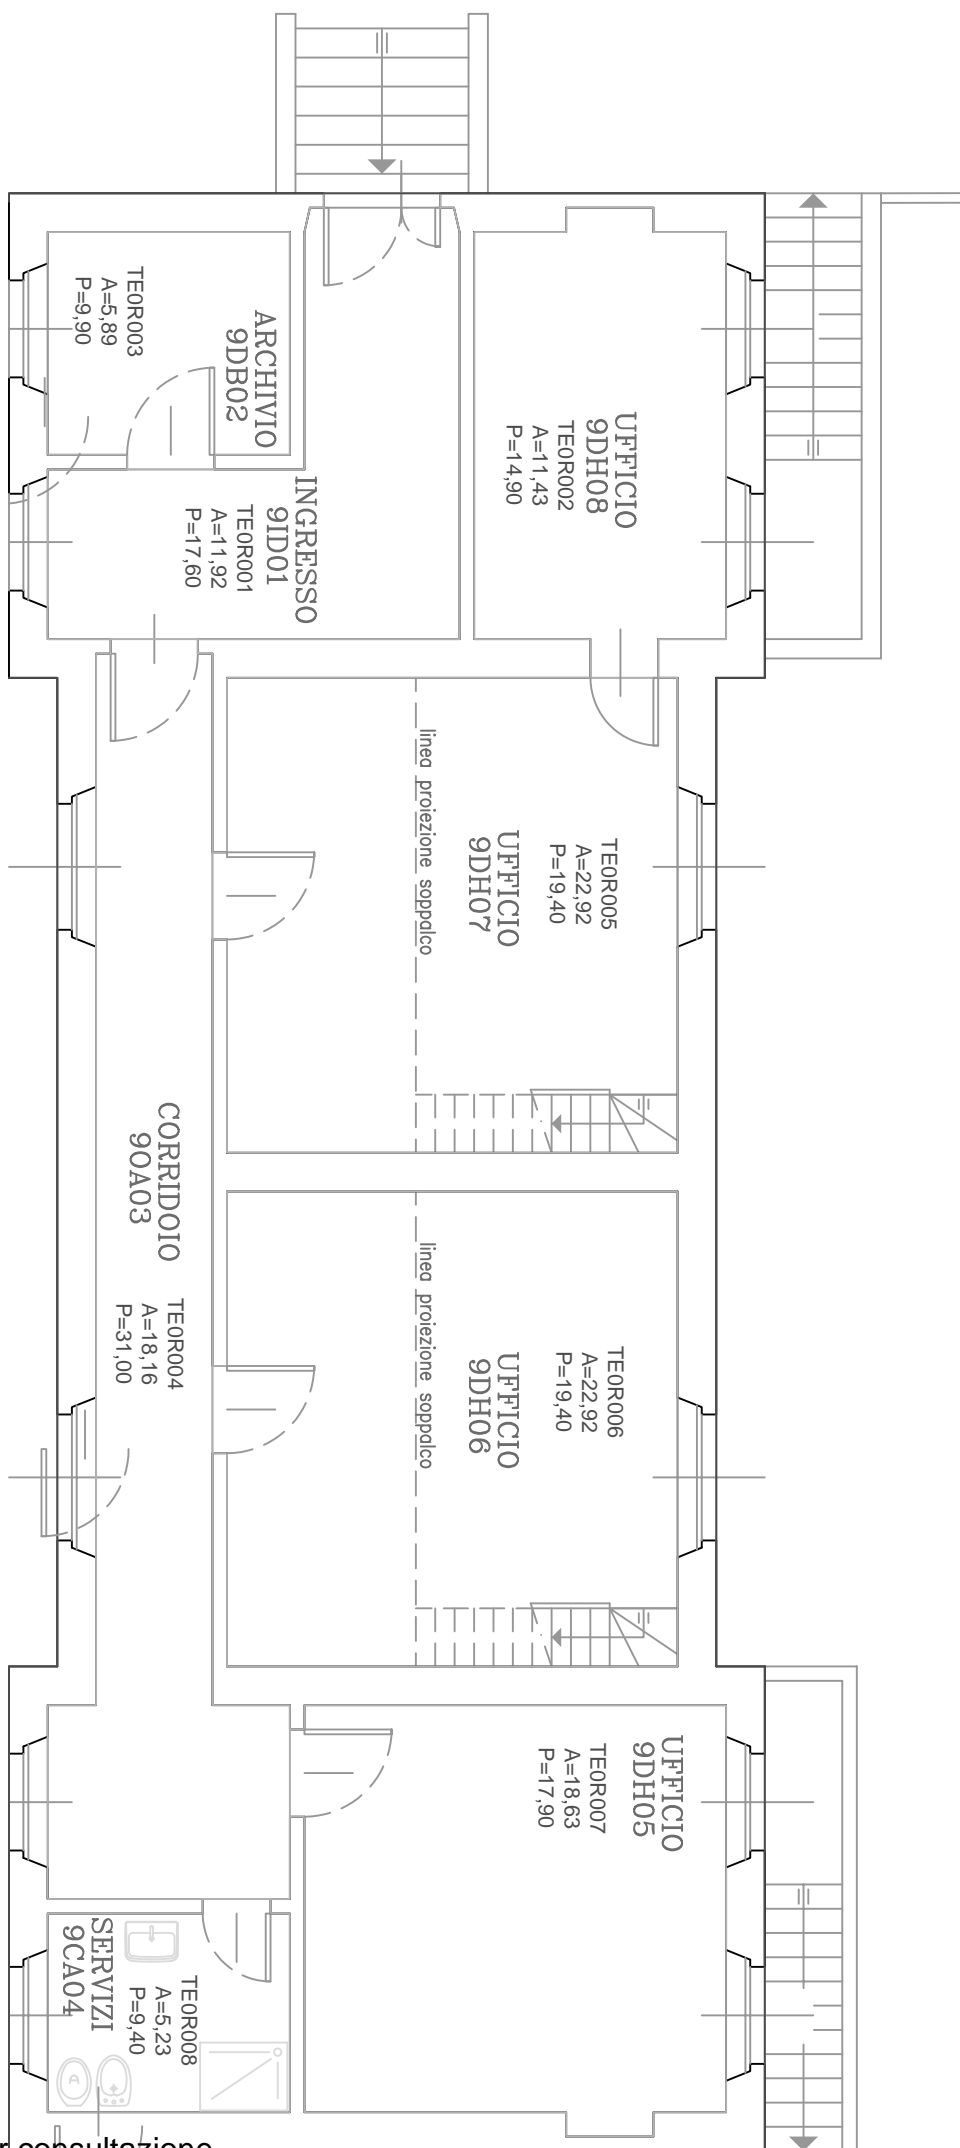 ARCHIVIO
9DB02
TE0R003
A=5,89
P=9,90
UFFICIO
9DH08
TE0R002
A=11,43
P=14,90
INGRESSO
9ID01
TE0R001
A=11,92
P=17,60
TE0R005
A=22,92
P=19,40
UFFICIO
9DH07
linea proiezione soppalco
CORRIDOIO
90A03
TE0R004
A=18,16
P=31,00
TE0R006
A=22,92
P=19,40
UFFICIO
9DH06
linea proiezione soppalco
UFFICIO
9DH05
TE0R007
A=18,63
P=17,90
SERVIZI
9CA04
TE0R008
A=5,23
P=9,40
consultazione